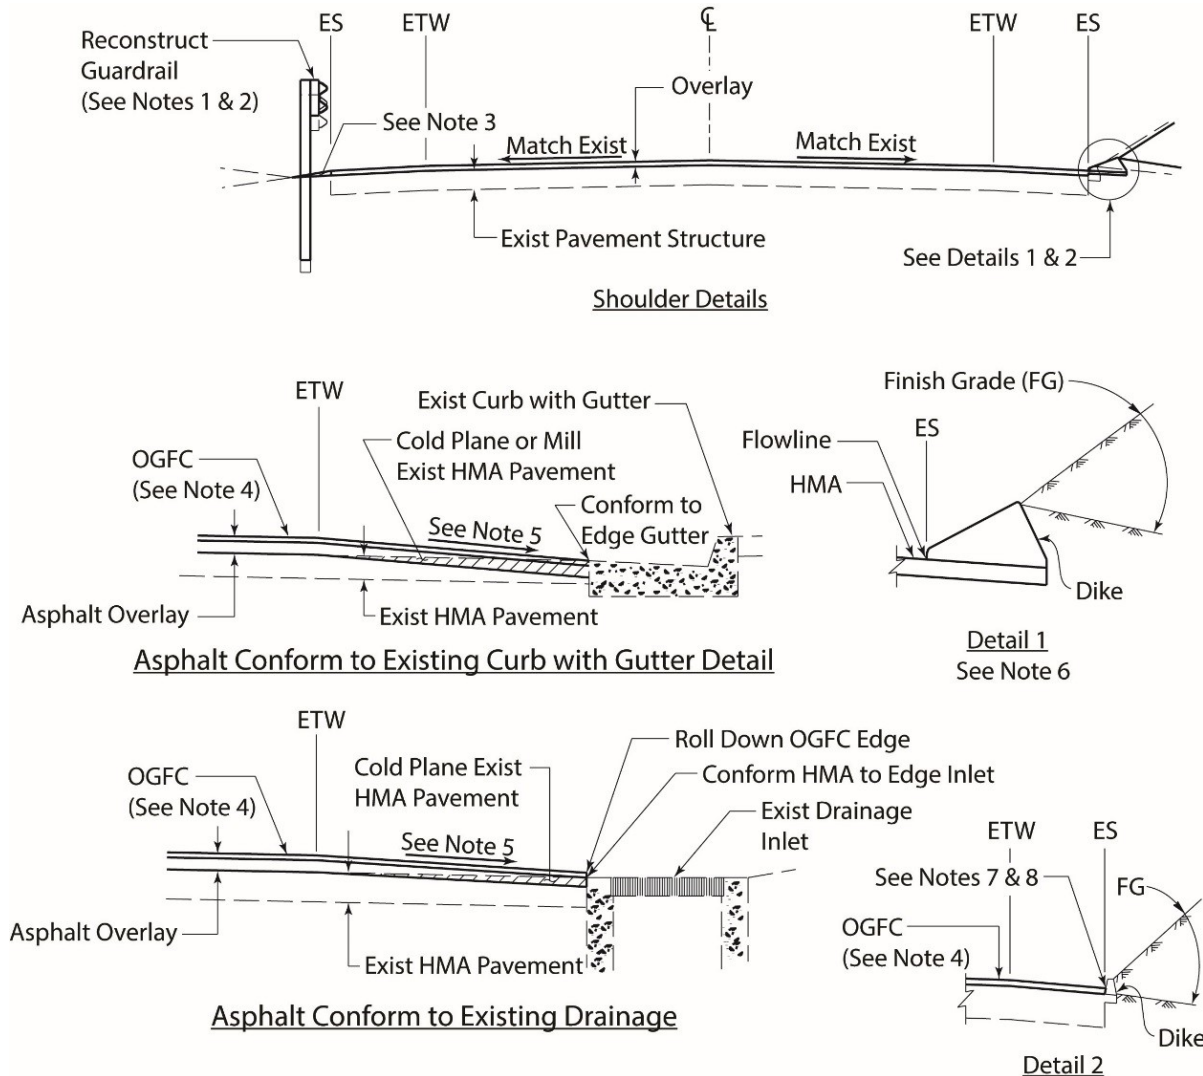 ES
ETW
℄
ETW
ES
Reconstruct
Guardrail
(See Notes 1 & 2)
Overlay
See Note 3
Match Exist
Match Exist
Exist Pavement Structure
See Details 1 & 2
Shoulder Details
ETW
Exist Curb with Gutter
Cold Plane or Mill
Exist HMA Pavement
OGFC
(See Note 4)
Conform to
Edge Gutter
See Note 5
Asphalt Overlay
Exist HMA Pavement
Asphalt Conform to Existing Curb with Gutter Detail
Finish Grade (FG)
ES
Flowline
HMA
Dike
Detail 1
See Note 6
ETW
Roll Down OGFC Edge
Cold Plane Exist
HMA Pavement
Conform HMA to Edge Inlet
OGFC
(See Note 4)
Exist Drainage
Inlet
See Note 5
Asphalt Overlay
Exist HMA Pavement
Asphalt Conform to Existing Drainage
ETW
ES
See Notes 7 & 8
FG
OGFC
(See Note 4)
Dike
Detail 2